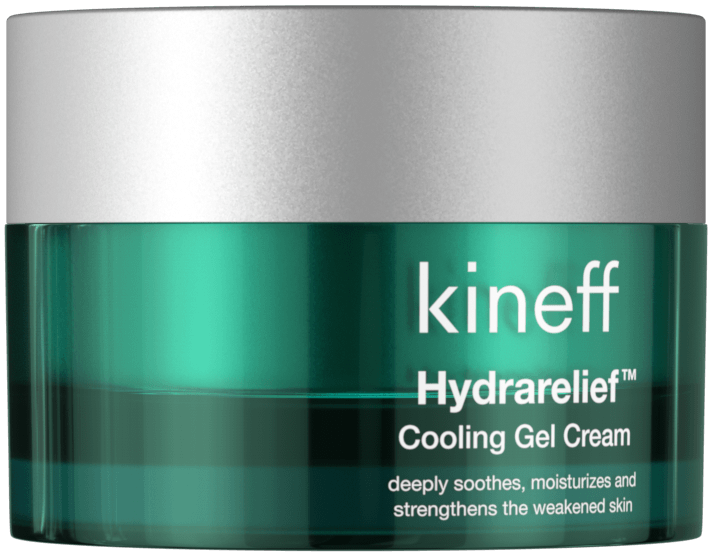 kineff
Hydrarelief™
Cooling Gel Cream
deeply soothes, moisturizes and
strengthens the weakened skin